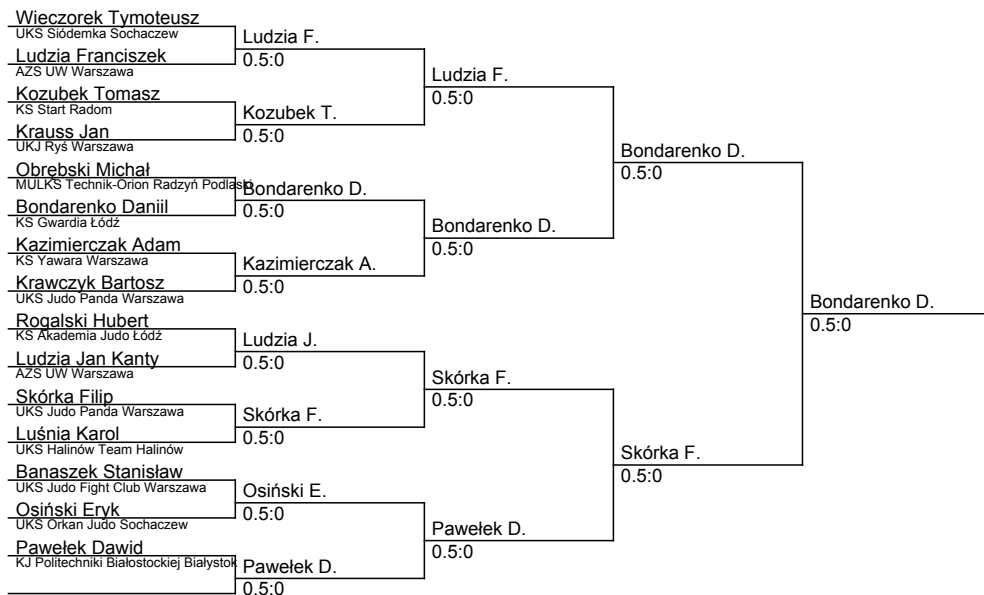 Wieczorek Tymoteusz
UKS Siódemka Sochaczew
Ludzia Franciszek
AZS UW Warszawa
Kozubek Tomasz
KS Start Radom
Krauss Jan
UKJ Ryś Warszawa
Obrębski Michał
MULKS Technik-Orion Radzyń Podlaski
Bondarenko Daniil
KS Gwardia Łódź
Kazimierczak Adam
KS Yawara Warszawa
Krawczyk Bartosz
UKS Judo Panda Warszawa
Rogalski Hubert
KS Akademia Judo Łódź
Ludzia Jan Kanty
AZS UW Warszawa
Skórka Filip
UKS Judo Panda Warszawa
Luśnia Karol
UKS Halinów Team Halinów
Banaszek Stanisław
UKS Judo Fight Club Warszawa
Osiński Eryk
UKS Orkan Judo Sochaczew
Pawełek Dawid
KJ Politechniki Białostockiej Białystok
Ludzia F.
0.5:0
Kozubek T.
0.5:0
Bondarenko D.
0.5:0
Kazimierczak A.
0.5:0
Ludzia J.
0.5:0
Skórka F.
0.5:0
Osiński E.
0.5:0
Pawełek D.
0.5:0
Ludzia F.
0.5:0
Bondarenko D.
0.5:0
Skórka F.
0.5:0
Pawełek D.
0.5:0
Bondarenko D.
0.5:0
Skórka F.
0.5:0
Bondarenko D.
0.5:0